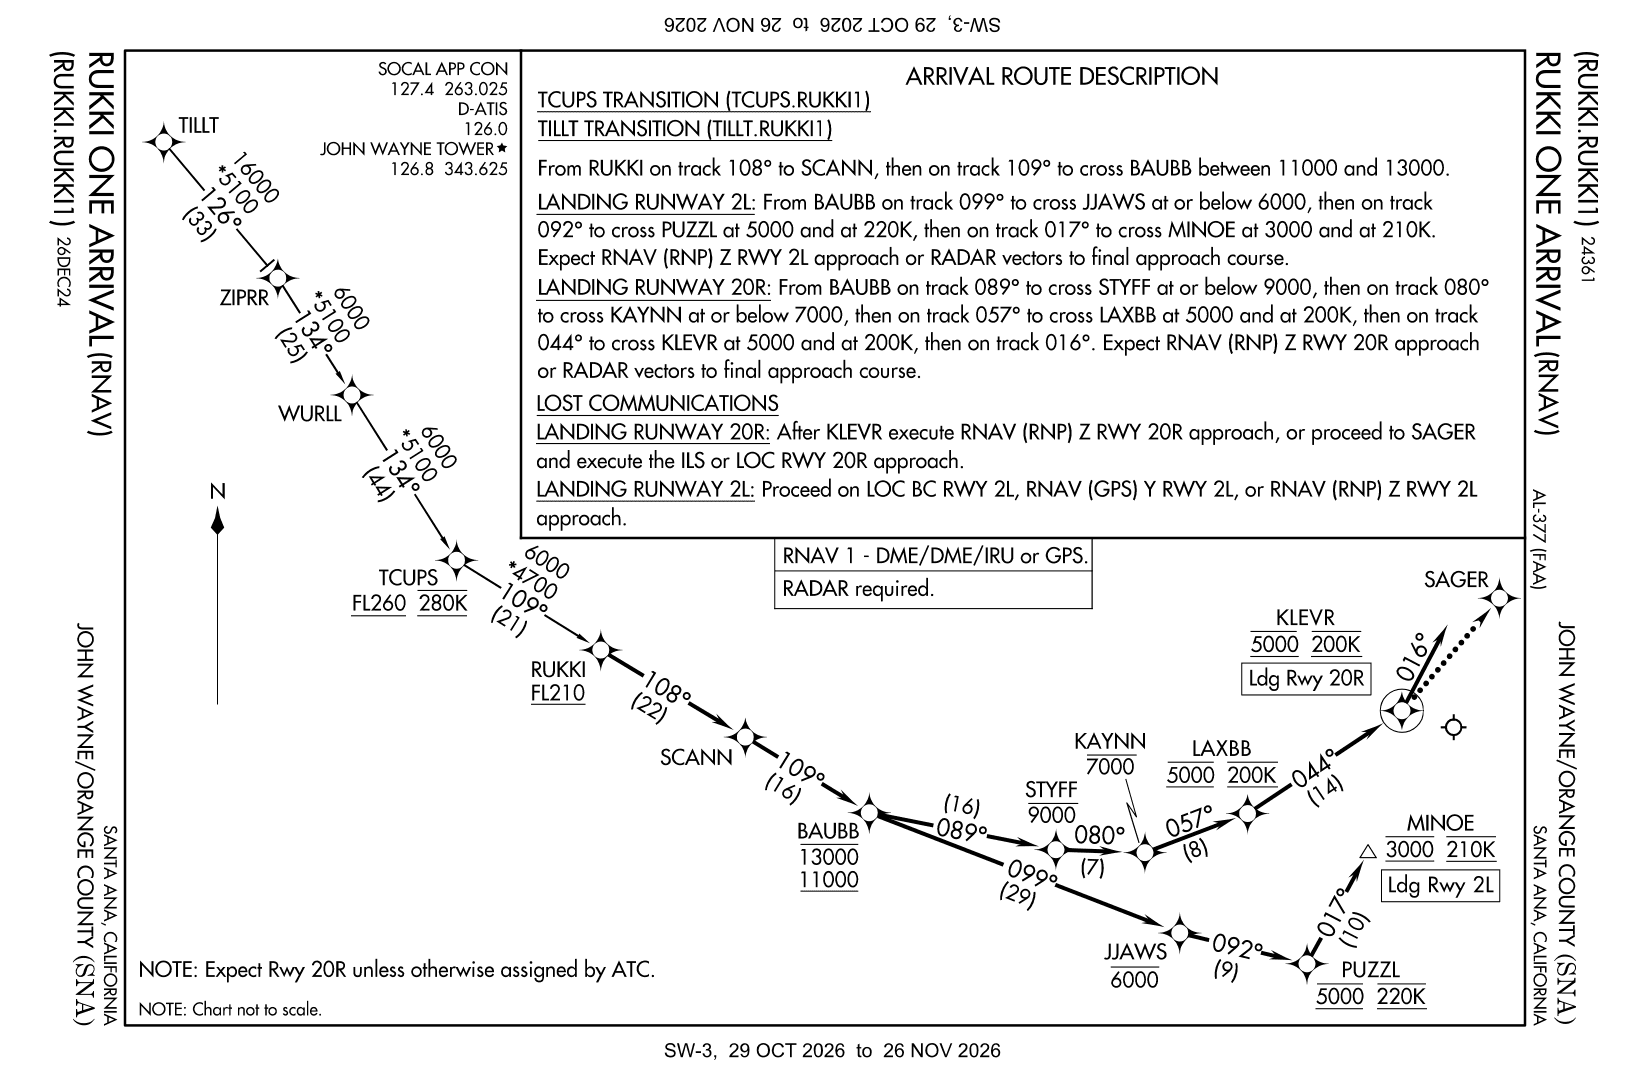 SW-3, 29 OCT 2026 to 26 NOV 2026
(RUKKI.RUKKI1) 26DEC24
RUKKI ONE ARRIVAL (RNAV)
JOHN WAYNE/ORANGE COUNTY (SNA)
SANTA ANA, CALIFORNIA
SOCAL APP CON
127.4 263.025
D-ATIS
126.0
JOHN WAYNE TOWER★
126.8 343.625
ARRIVAL ROUTE DESCRIPTION
TCUPS TRANSITION (TCUPS.RUKKI1)
TILLT TRANSITION (TILLT.RUKKI1)
From RUKKI on track 108° to SCANN, then on track 109° to cross BAUBB between 11000 and 13000.
LANDING RUNWAY 2L: From BAUBB on track 099° to cross JJAWS at or below 6000, then on track
092° to cross PUZZL at 5000 and at 220K, then on track 017° to cross MINOE at 3000 and at 210K.
Expect RNAV (RNP) Z RWY 2L approach or RADAR vectors to final approach course.
LANDING RUNWAY 20R: From BAUBB on track 089° to cross STYFF at or below 9000, then on track 080°
to cross KAYNN at or below 7000, then on track 057° to cross LAXBB at 5000 and at 200K, then on track
044° to cross KLEVR at 5000 and at 200K, then on track 016°. Expect RNAV (RNP) Z RWY 20R approach
or RADAR vectors to final approach course.
LOST COMMUNICATIONS
LANDING RUNWAY 20R: After KLEVR execute RNAV (RNP) Z RWY 20R approach, or proceed to SAGER
and execute the ILS or LOC RWY 20R approach.
LANDING RUNWAY 2L: Proceed on LOC BC RWY 2L, RNAV (GPS) Y RWY 2L, or RNAV (RNP) Z RWY 2L
approach.
RNAV 1 - DME/DME/IRU or GPS.
RADAR required.
TILLT
16000
*5100
126°
(33)
ZIPRR
6000
*5100
134°
(25)
WURLL
6000
*5100
134°
(44)
N
TCUPS
FL260 280K
6000
*4700
109°
(21)
RUKKI
FL210
108°
(22)
SCANN
109°
(16)
BAUBB
13000
11000
(16)
089°
STYFF
9000
080°
(7)
KAYNN
7000
057°
(8)
LAXBB
5000 200K
044°
(14)
KLEVR
5000 200K
Ldg Rwy 20R
016°
SAGER
099°
(29)
JJAWS
6000
092°
(9)
PUZZL
5000 220K
017°
(10)
MINOE
3000 210K
Ldg Rwy 2L
NOTE: Expect Rwy 20R unless otherwise assigned by ATC.
NOTE: Chart not to scale.
(RUKKI.RUKKI1) 24361
RUKKI ONE ARRIVAL (RNAV)
AL-377 (FAA)
JOHN WAYNE/ORANGE COUNTY (SNA)
SANTA ANA, CALIFORNIA
SW-3, 29 OCT 2026 to 26 NOV 2026